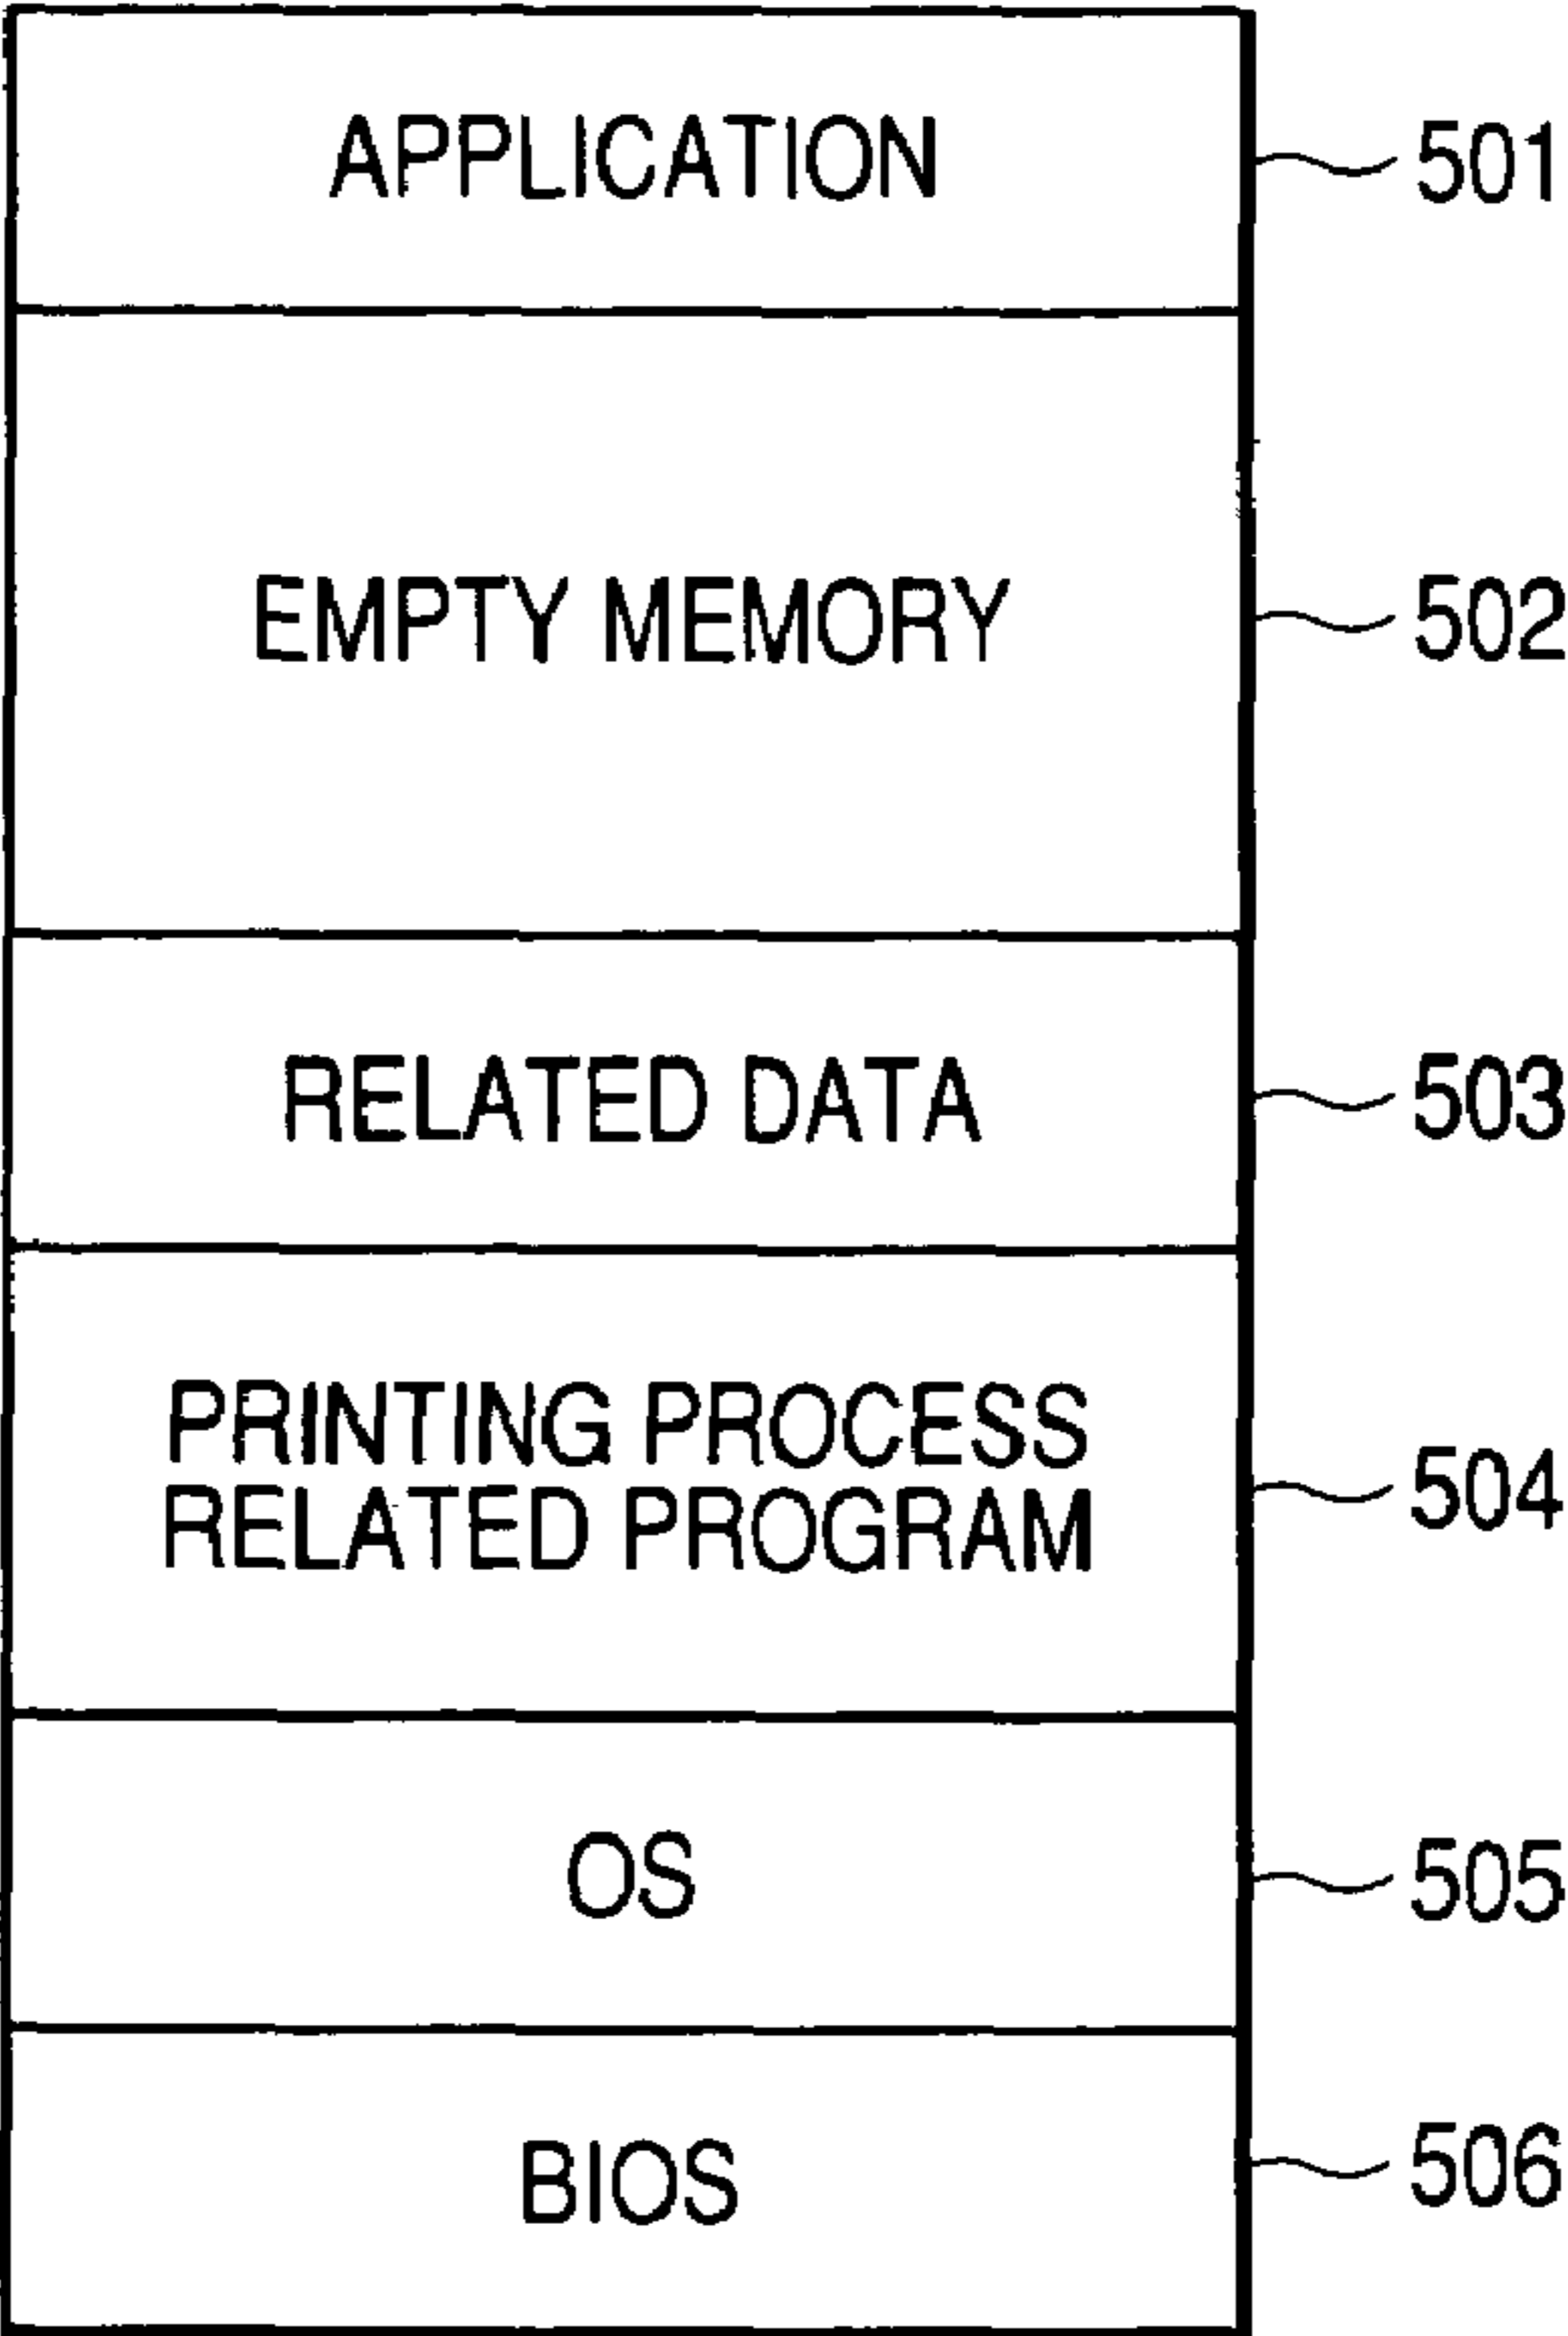 APPLICATION 501
EMPTY MEMORY 502
RELATED DATA 503
PRINTING PROCESS
RELATED PROGRAM 504
OS 505
BIOS 506